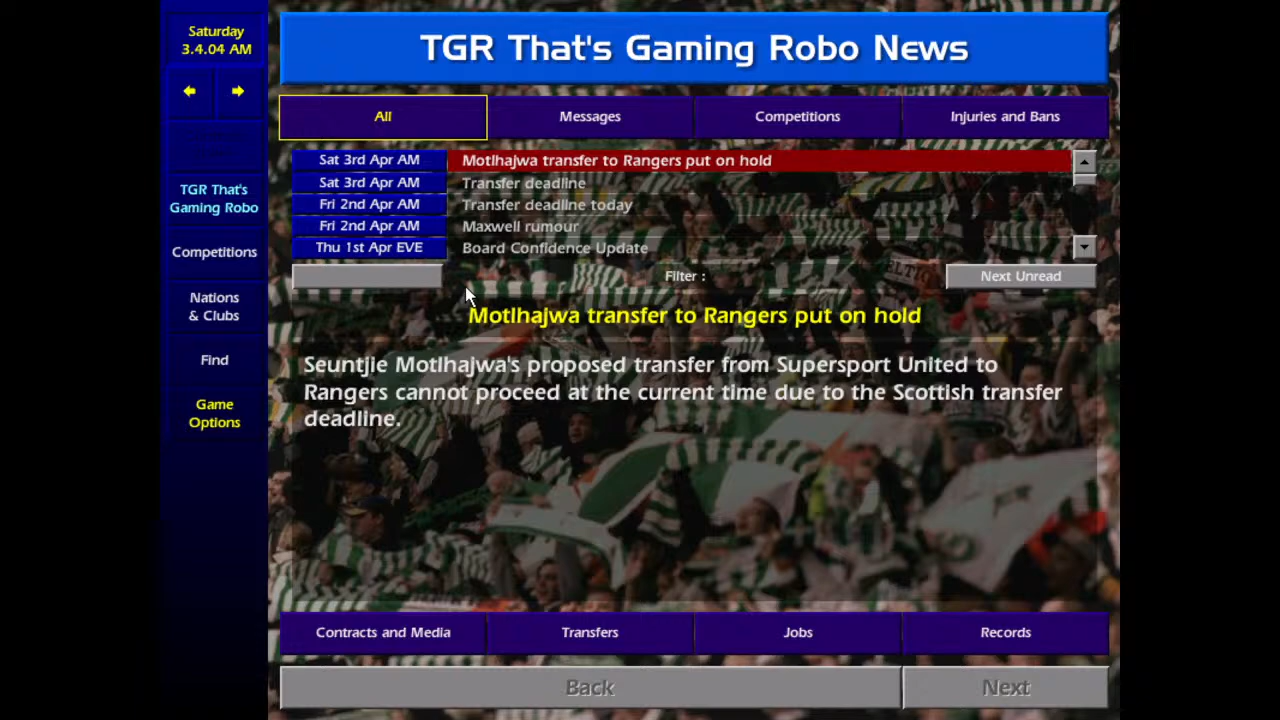 Saturday
3.4.04 AM
TGR That's
Gaming Robo
Competitions
Nations
& Clubs
Find
Game
Options
TGR That's Gaming Robo News
All
Messages
Competitions
Injuries and Bans
Sat 3rd Apr AM Motlhajwa transfer to Rangers put on hold
Sat 3rd Apr AM Transfer deadline
Fri 2nd Apr AM Transfer deadline today
Fri 2nd Apr AM Maxwell rumour
Thu 1st Apr EVE Board Confidence Update
Filter :
Next Unread
Motlhajwa transfer to Rangers put on hold
Seuntjie Motlhajwa's proposed transfer from Supersport United to
Rangers cannot proceed at the current time due to the Scottish transfer
deadline.
Contracts and Media
Transfers
Jobs
Records
Back
Next